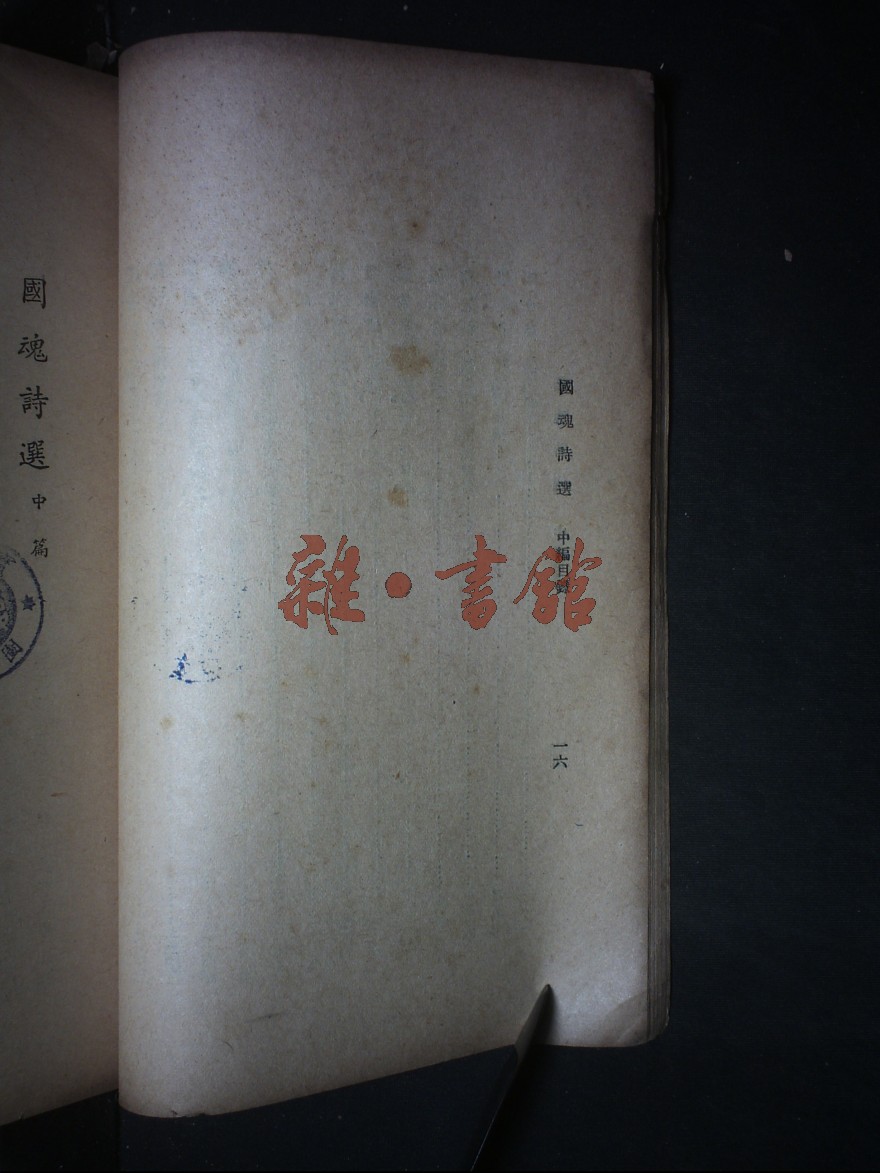 國魂詩選 中編目錄
一六
國魂詩選 中篇
雜·書館